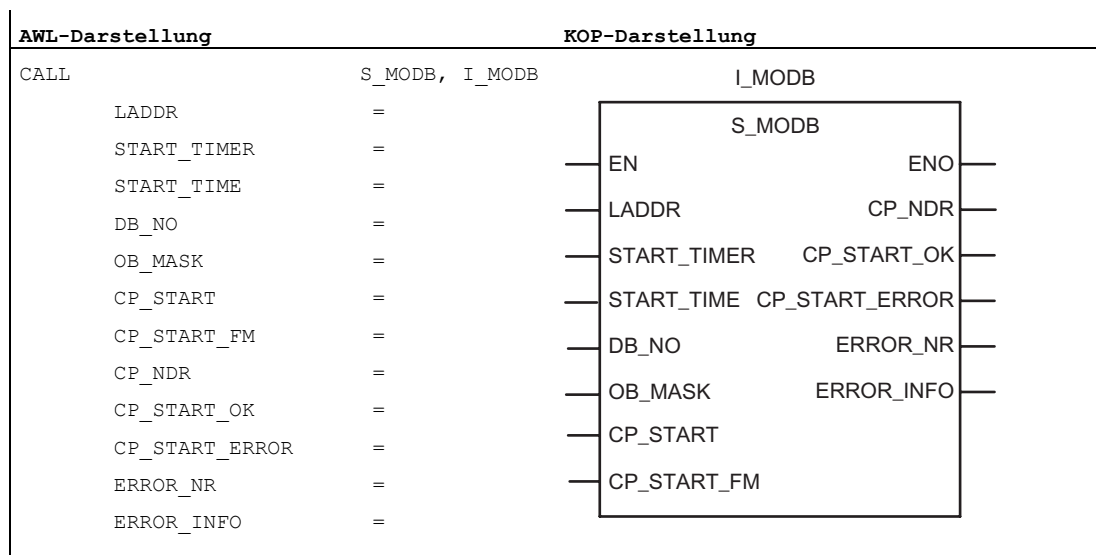 AWL-Darstellung KOP-Darstellung
CALL S_MODB, I_MODB
LADDR =
START_TIMER =
START_TIME =
DB_NO =
OB_MASK =
CP_START =
CP_START_FM =
CP_NDR =
CP_START_OK =
CP_START_ERROR =
ERROR_NR =
ERROR_INFO =
I_MODB
S_MODB
EN ENO
LADDR CP_NDR
START_TIMER CP_START_OK
START_TIME CP_START_ERROR
DB_NO ERROR_NR
OB_MASK ERROR_INFO
CP_START
CP_START_FM